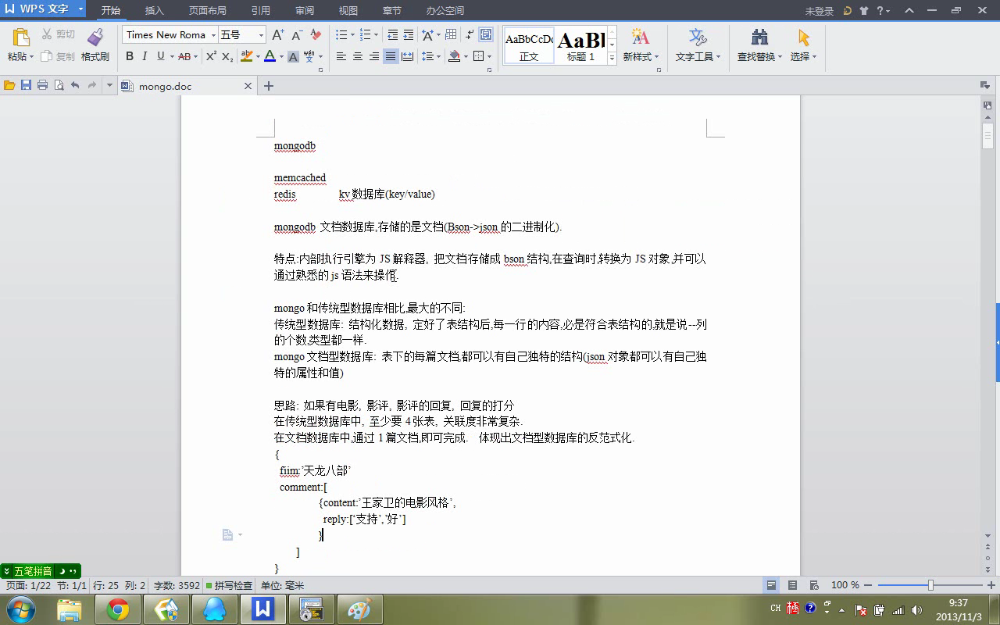 WPS 文字
开始 插入 页面布局 引用 审阅 视图 章节 办公空间
未登录
粘贴 剪切 复制 格式刷
Times New Roma 五号
AaBbCcDc 正文
AaBl 标题 1
新样式 文字工具 查找替换 选择
mongo.doc
mongodb
memcached
redis kv数据库(key/value)
mongodb 文档数据库,存储的是文档(Bson->json 的二进制化).
特点:内部执行引擎为 JS解释器, 把文档存储成 bson 结构,在查询时,转换为 JS 对象,并可以
通过熟悉的 js 语法来操作.
mongo 和传统型数据库相比,最大的不同:
传统型数据库: 结构化数据, 定好了表结构后,每一行的内容,必是符合表结构的,就是说--列
的个数,类型都一样.
mongo 文档型数据库: 表下的每篇文档,都可以有自己独特的结构(json 对象都可以有自己独
特的属性和值)
思路: 如果有电影, 影评, 影评的回复, 回复的打分
在传统型数据库中, 至少要 4 张表, 关联度非常复杂.
在文档数据库中,通过 1 篇文档,即可完成. 体现出文档型数据库的反范式化.
{
fiim:’天龙八部’
comment:[
{content:’王家卫的电影风格’,
reply:[‘支持’,’好’]
}
]
}
五笔拼音
页面: 1/22 节: 1/1 行: 25 列: 2 字数: 3592 拼写检查 单位: 毫米
100 %
CH
9:37
2013/11/3